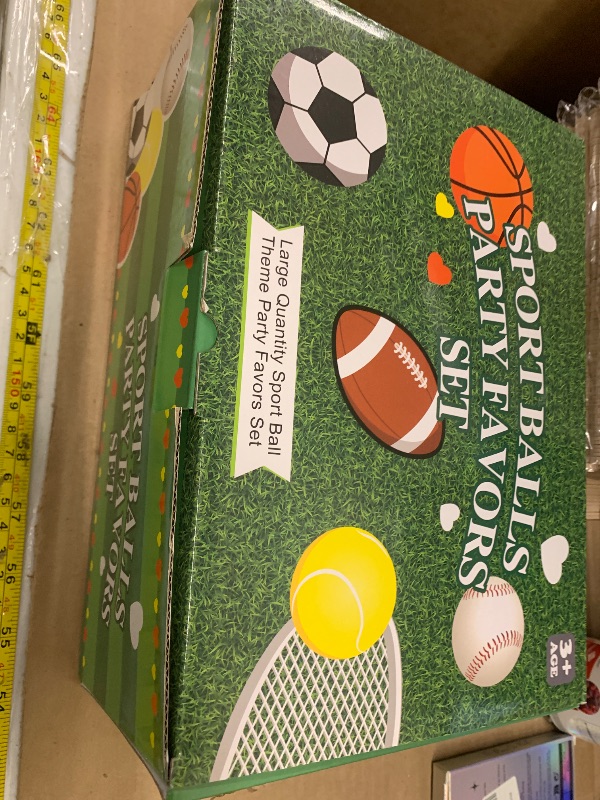 SPORT BALLS
PARTY FAVORS
SET
Large Quantity Sport Ball
Theme Party Favors Set
3+
AGE
SPORT BALLS
PARTY FAVORS
SET